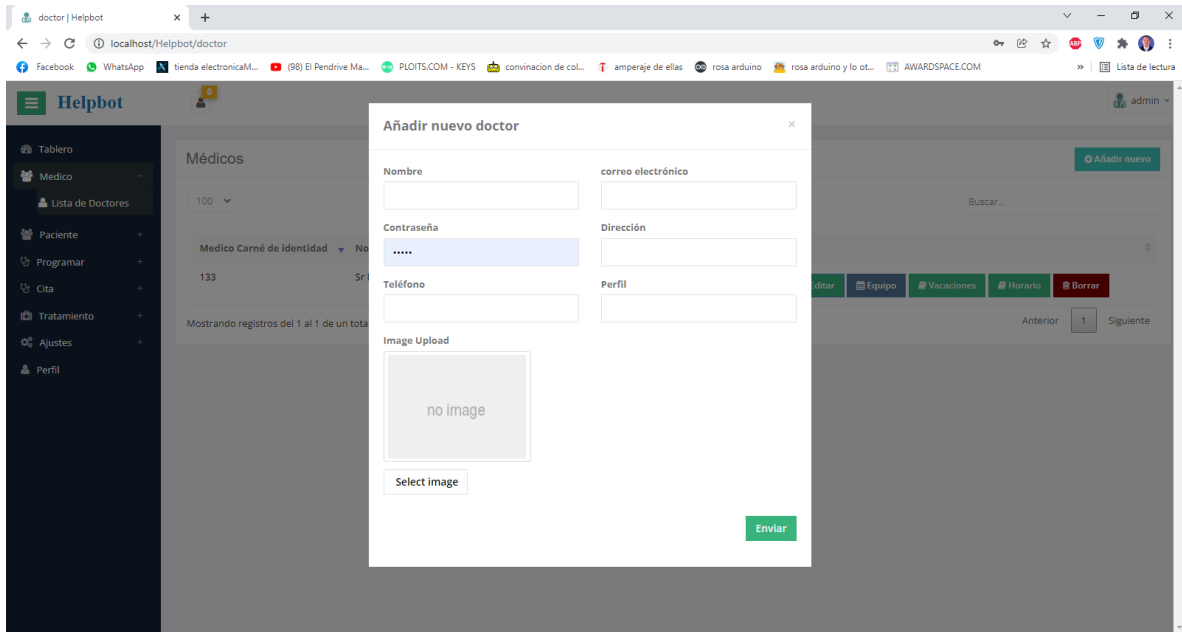 doctor | Helpbot
localhost/Helpbot/doctor
ABP
Facebook WhatsApp tienda electronicaM... (98) El Pendrive Ma... PLOITS.COM - KEYS convinacion de col... amperaje de ellas rosa arduino rosa arduino y lo ot... AWARDSPACE.COM » Lista de lectura
Helpbot 0 admin
Tablero
Medico
Lista de Doctores
Paciente
Programar
Cita
Tratamiento
Ajustes
Perfil
Médicos Añadir nuevo
100 Buscar...
Medico Carné de identidad No
133 Sr
Editar Equipo Vacaciones Horario Borrar
Mostrando registros del 1 al 1 de un tota
Anterior 1 Siguiente
Añadir nuevo doctor ×
Nombre correo electrónico
Contraseña Dirección
•••••
Teléfono Perfil
Image Upload
no image
Select image
Enviar